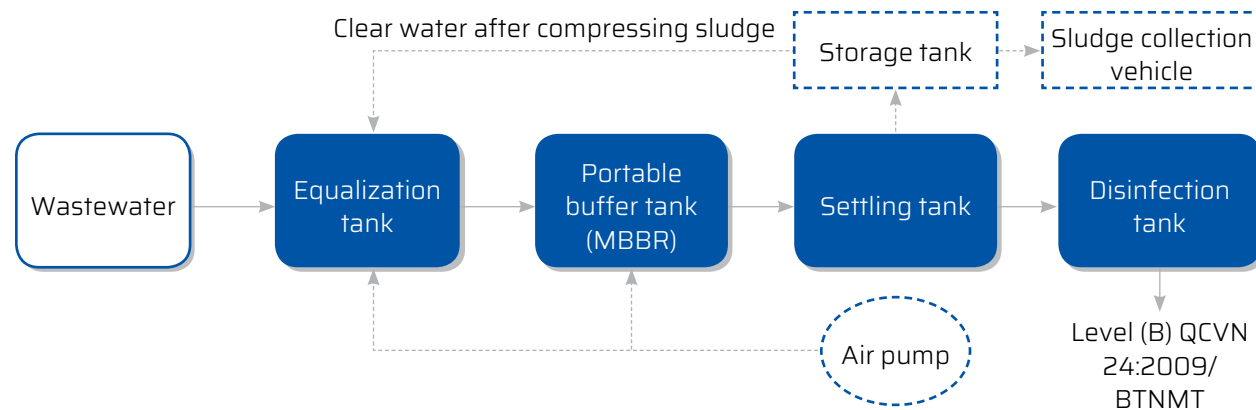 Clear water after compressing sludge
Storage tank
Sludge collection
vehicle
Wastewater
Equalization
tank
Portable
buffer tank
(MBBR)
Settling tank
Disinfection
tank
Air pump
Level (B) QCVN
24:2009/
BTNMT